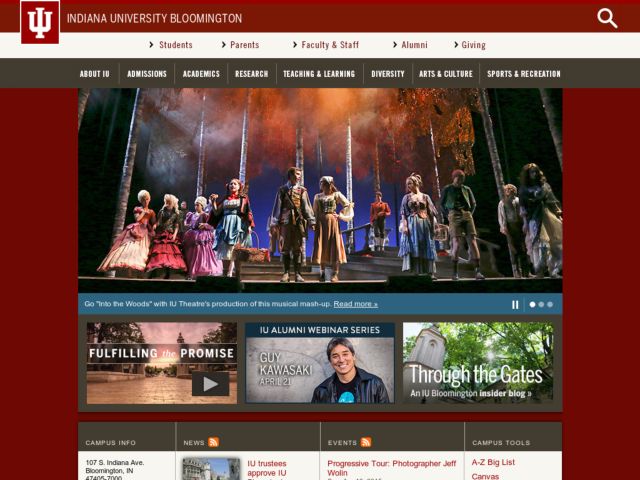 INDIANA UNIVERSITY BLOOMINGTON
Students
Parents
Faculty & Staff
Alumni
Giving
ABOUT IU
ADMISSIONS
ACADEMICS
RESEARCH
TEACHING & LEARNING
DIVERSITY
ARTS & CULTURE
SPORTS & RECREATION
Go "Into the Woods" with IU Theatre's production of this musical mash-up. Read more »
FULFILLING the PROMISE
IU ALUMNI WEBINAR SERIES
GUY
KAWASAKI
APRIL 21
Through the Gates
An IU Bloomington insider blog »
CAMPUS INFO
107 S. Indiana Ave.
Bloomington, IN
47405-7000
NEWS
IU trustees
approve IU
EVENTS
Progressive Tour: Photographer Jeff
Wolin
CAMPUS TOOLS
A-Z Big List
Canvas